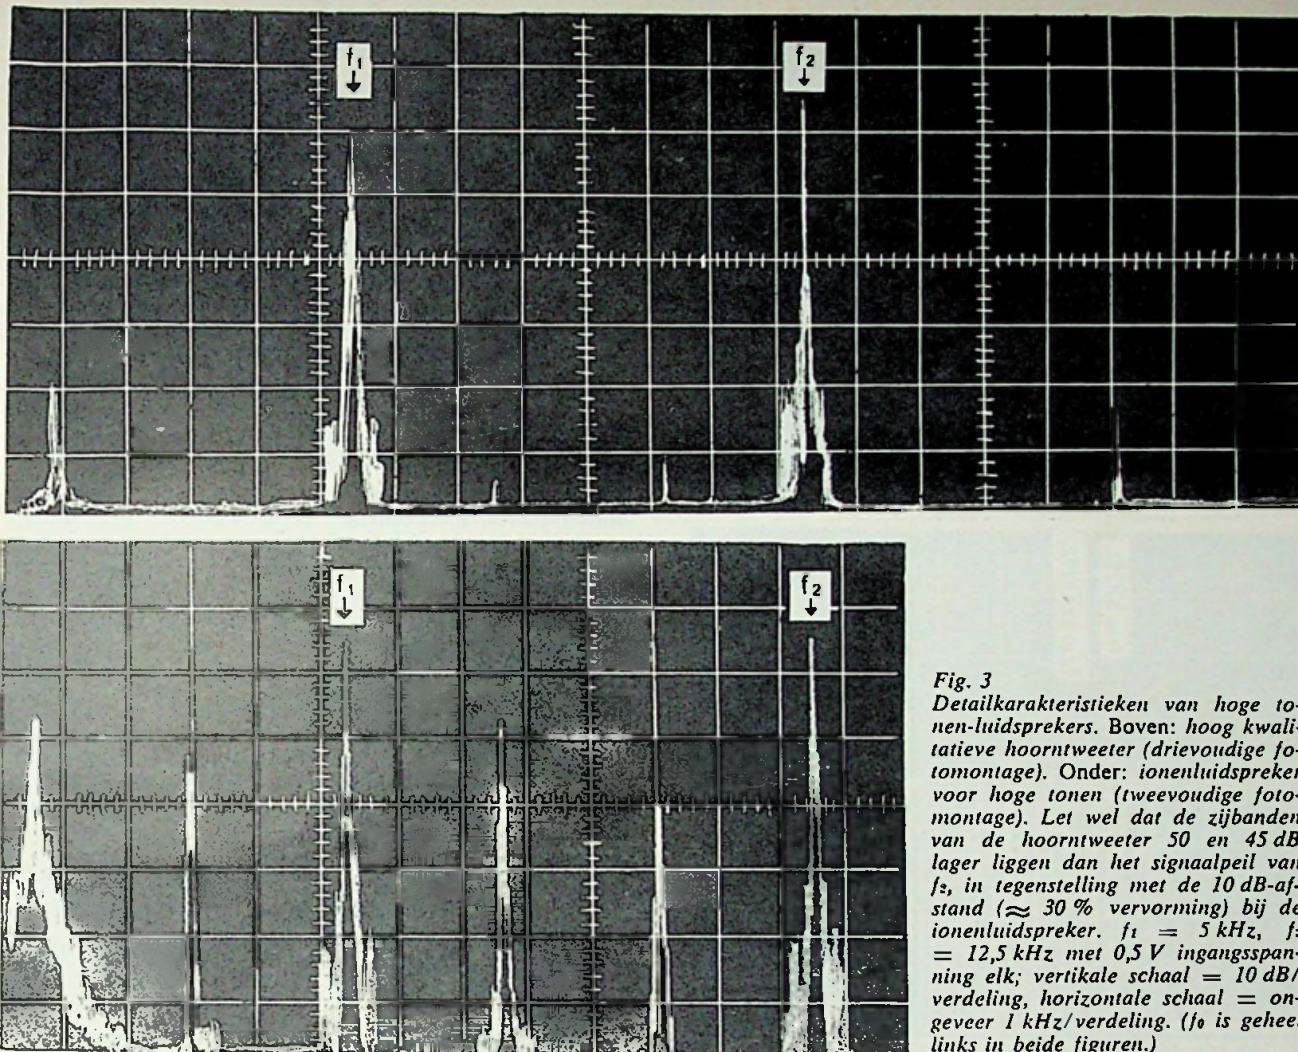 f₁
f₂
f₁
f₂
Fig. 3
Detailkarakteristieken van hoge to-
nen-luidsprekers. Boven: hoog kwali-
tatieve hoorntweeter (drievoudige fo-
tomontage). Onder: ionenluidspreker
voor hoge tonen (tweevoudige foto-
montage). Let wel dat de zijbanden
van de hoorntweeter 50 en 45 dB
lager liggen dan het signaalpeil van
f₂, in tegenstelling met de 10 dB-af-
stand (≈ 30 % vervorming) bij de
ionenluidspreker. f₁ = 5 kHz, f₂
= 12,5 kHz met 0,5 V ingangsspan-
ning elk; vertikale schaal = 10 dB/
verdeling, horizontale schaal = on-
geveer 1 kHz/verdeling. (f₀ is geheel
links in beide figuren.)